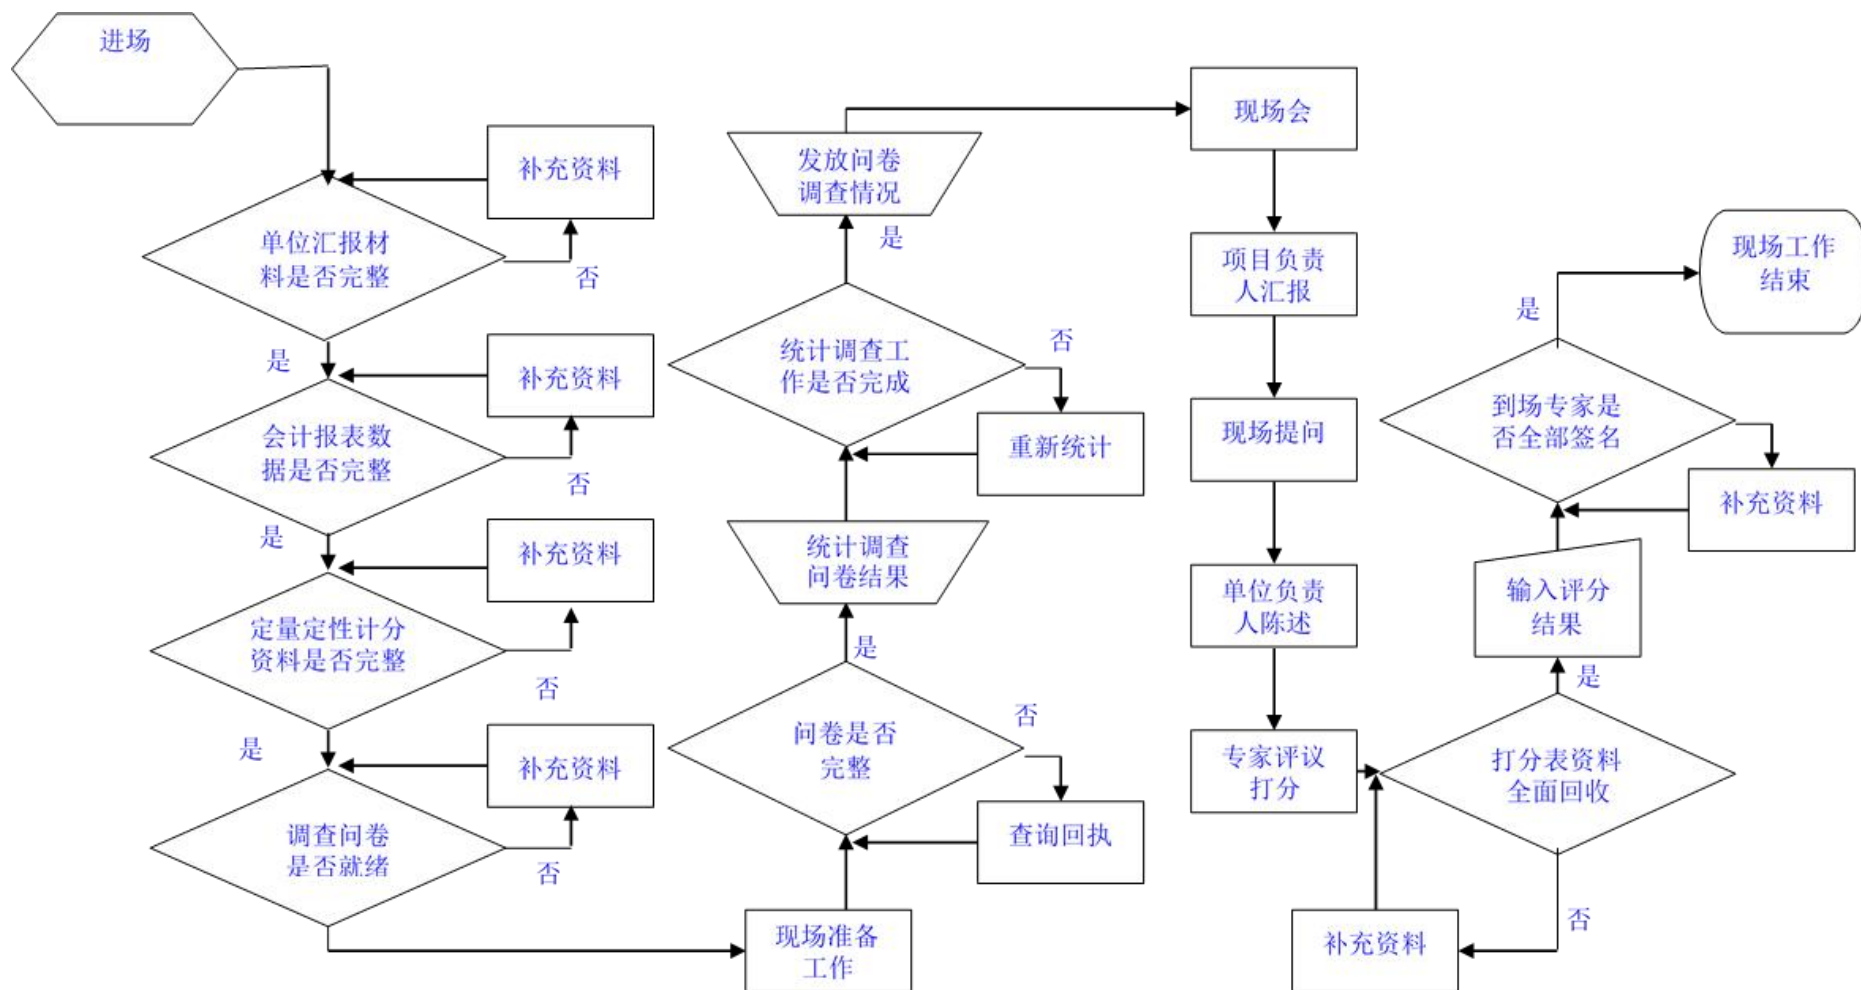 进场
补充资料
单位汇报材
料是否完整
否
是
补充资料
会计报表数
据是否完整
否
是
补充资料
定量定性计分
资料是否完整
否
是
补充资料
调查问卷
是否就绪
否
现场准备
工作
问卷是否
完整
否
查询回执
是
统计调查
问卷结果
统计调查工
作是否完成
否
重新统计
是
发放问卷
调查情况
现场会
项目负责
人汇报
现场提问
单位负责
人陈述
专家评议
打分
打分表资料
全面回收
否
补充资料
是
输入评分
结果
到场专家是
否全部签名
补充资料
是
现场工作
结束